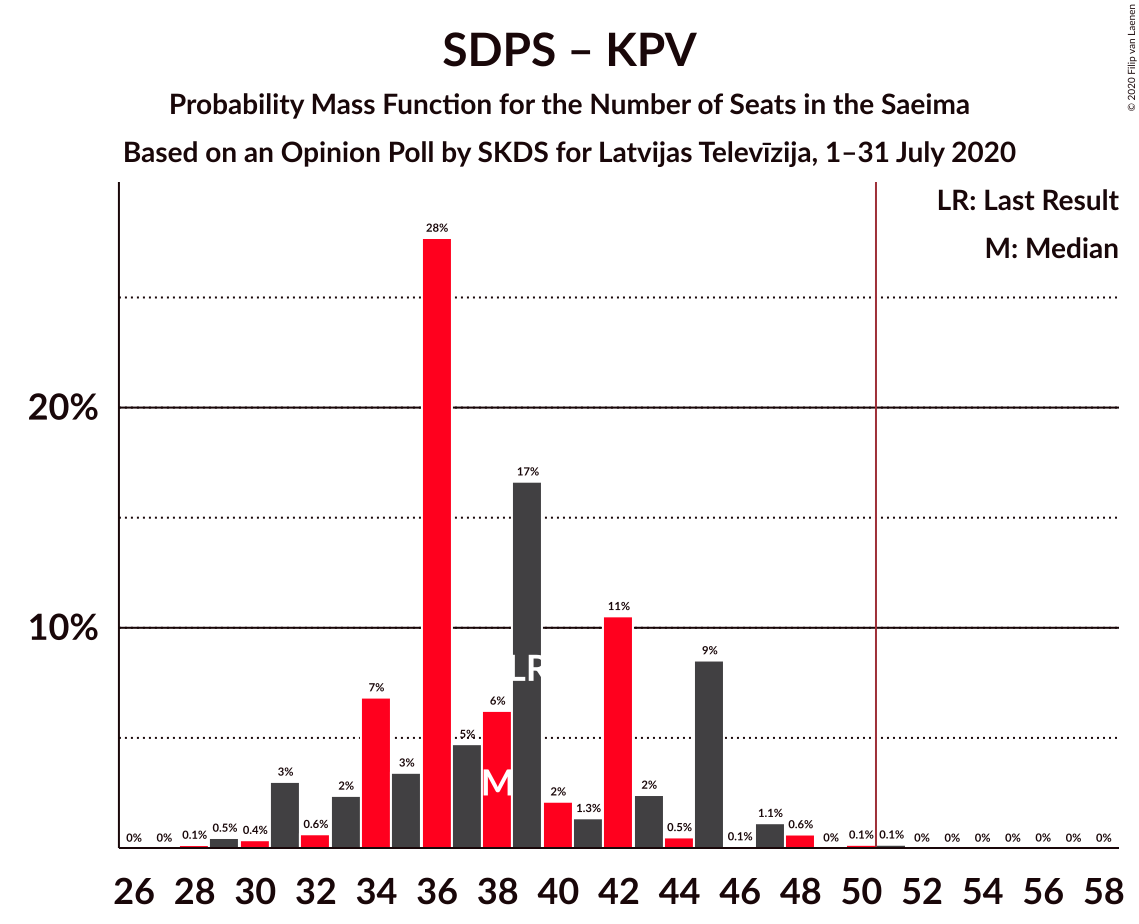 SDPS – KPV
Probability Mass Function for the Number of Seats in the Saeima
Based on an Opinion Poll by SKDS for Latvijas Televīzija, 1–31 July 2020
© 2020 Filip van Laenen
LR: Last Result
M: Median
28%
20%
17%
11%
10%
9%
LR
7%
6%
5%
M
3%
3%
2%
2%
2%
1.3%
1.1%
0% 0% 0.1% 0.5% 0.4% 0.6% 0.5% 0.1% 0.6% 0% 0.1% 0.1% 0% 0% 0% 0% 0% 0% 0%
26 28 30 32 34 36 38 40 42 44 46 48 50 52 54 56 58